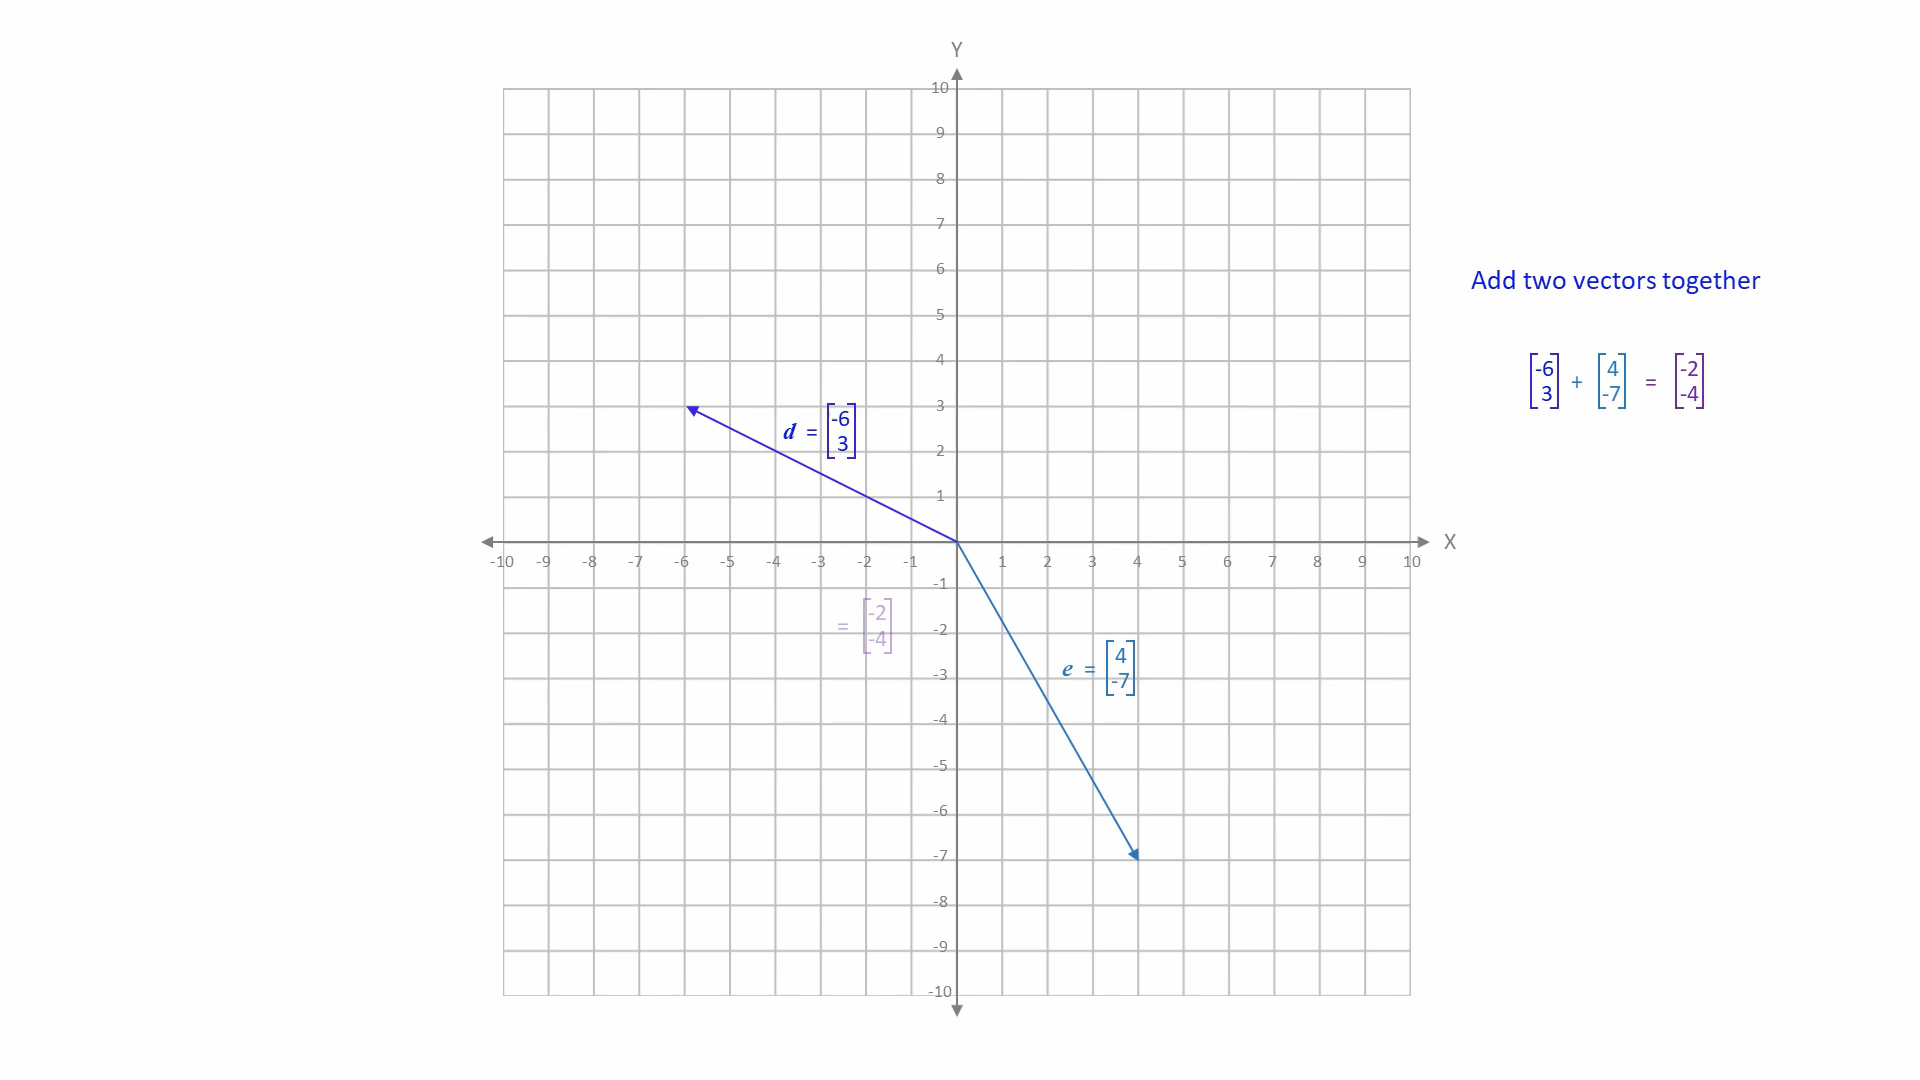 Y
10
9
8
7
6
Add two vectors together
5
4
[-6 3] + [4 -7] = [-2 -4]
3
d = [-6 3]
2
1
X
-10 -9 -8 -7 -6 -5 -4 -3 -2 -1 1 2 3 4 5 6 7 8 9 10
-1
= [-2 -4]
-2
e = [4 -7]
-3
-4
-5
-6
-7
-8
-9
-10